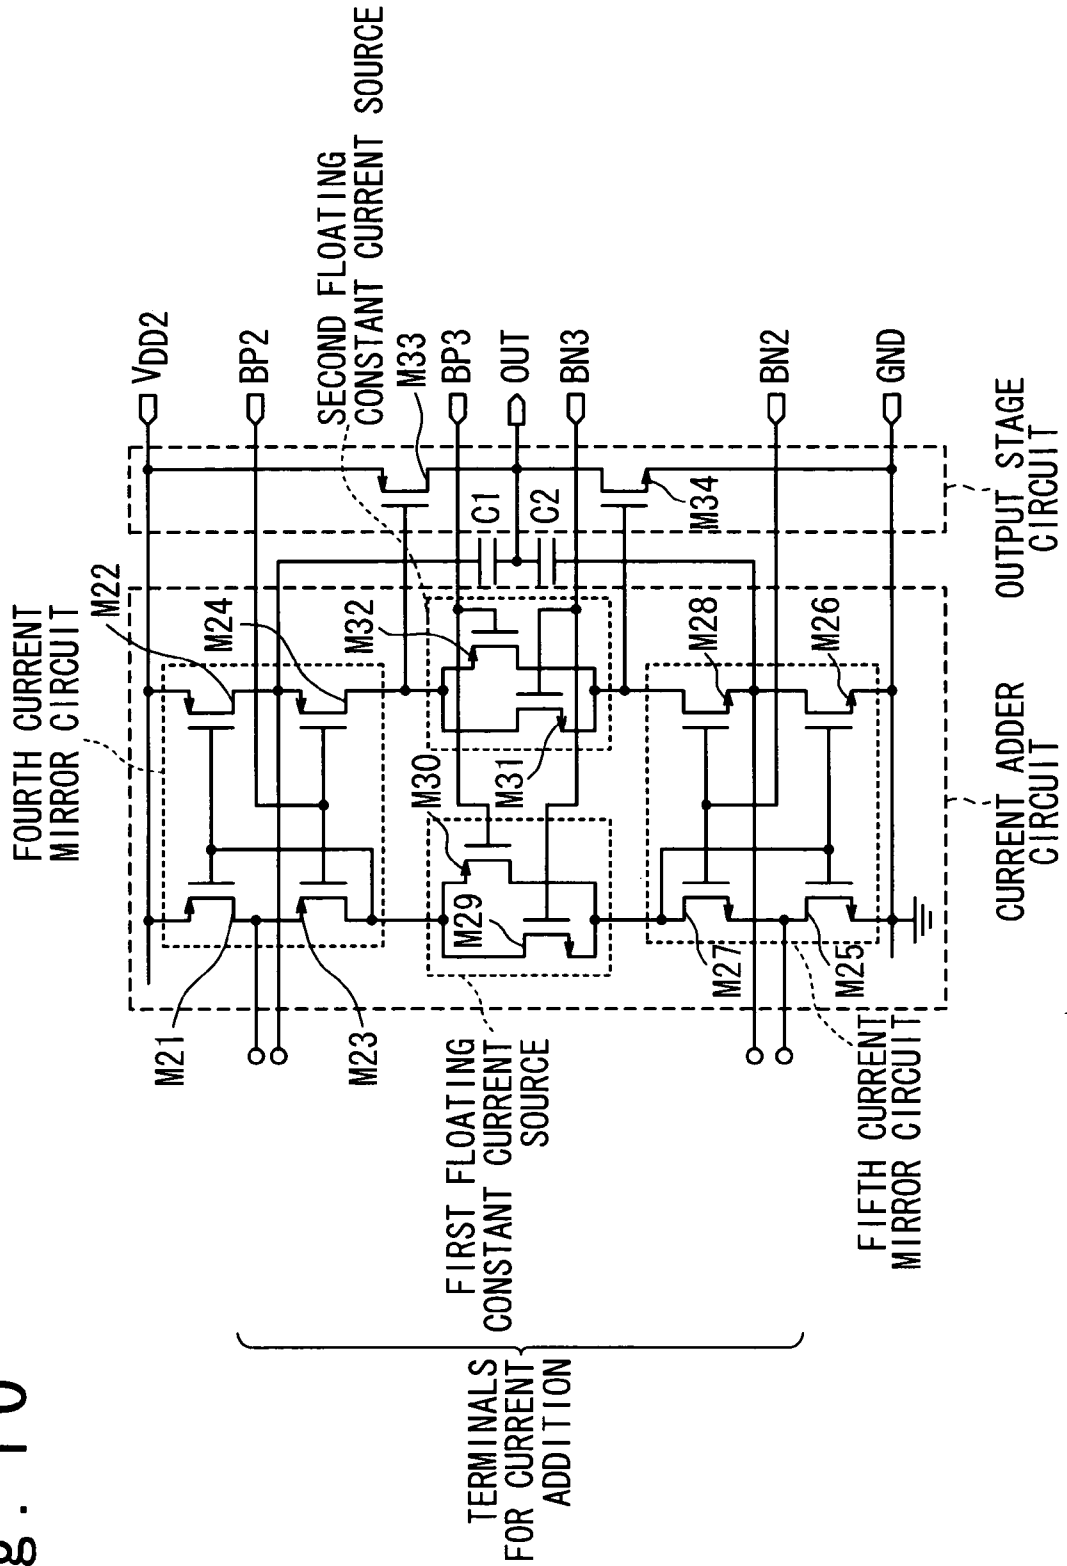 g. 10
FOURTH CURRENT
MIRROR CIRCUIT
M22
VDD2
BP2
M24
M21
M23
SECOND FLOATING
CONSTANT CURRENT SOURCE
M32
M33
BP3
OUT
BN3
C1
C2
M30
M31
M29
M34
FIRST FLOATING
CONSTANT CURRENT
SOURCE
TERMINALS
FOR CURRENT
ADDITION
M28
M26
M27
M25
BN2
GND
FIFTH CURRENT
MIRROR CIRCUIT
CURRENT ADDER
CIRCUIT
OUTPUT STAGE
CIRCUIT